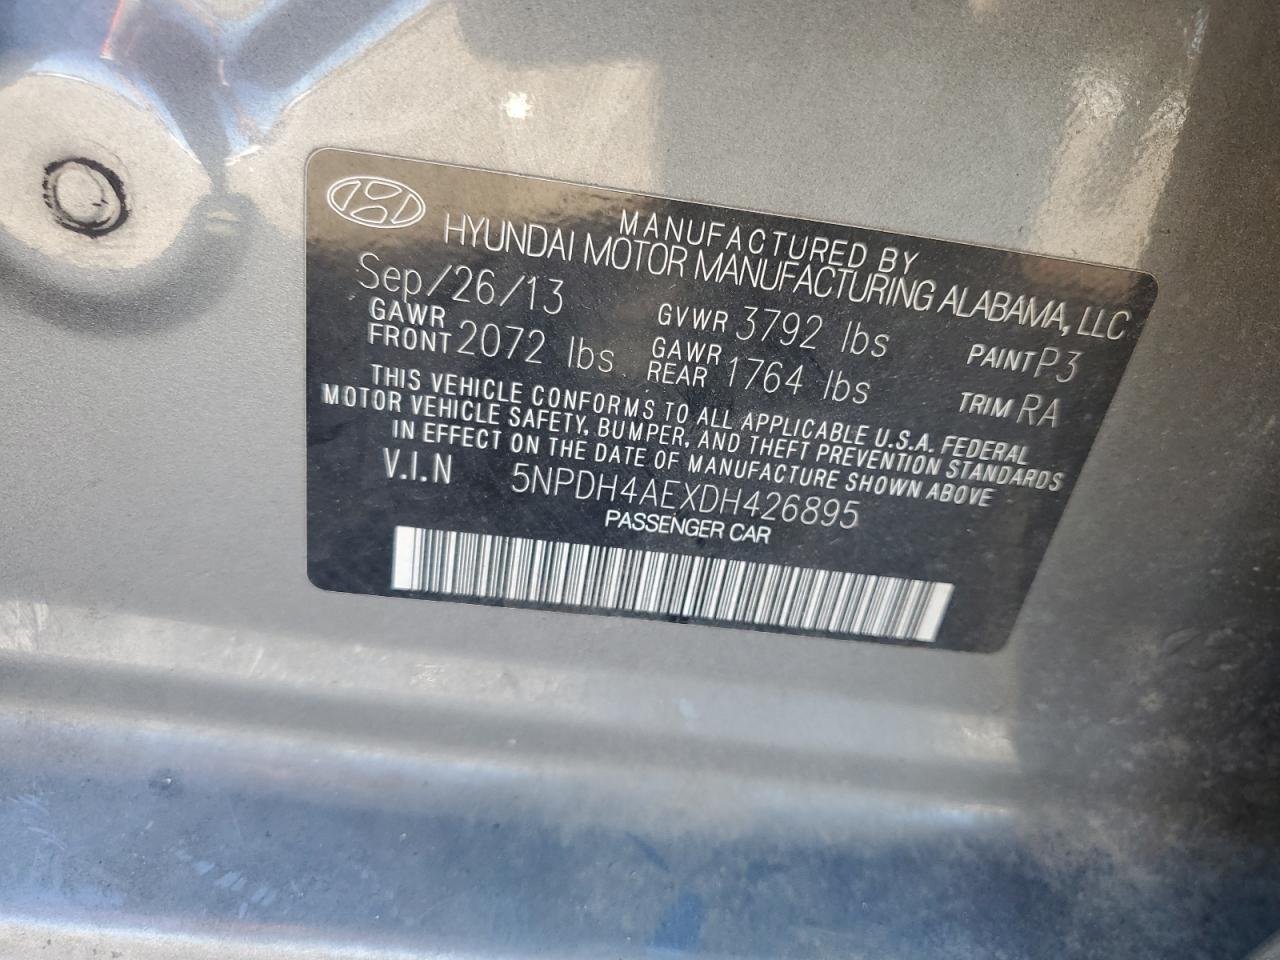 MANUFACTURED BY
HYUNDAI MOTOR MANUFACTURING ALABAMA, LLC
Sep/26/13 GVWR 3792 lbs PAINT P3
GAWR FRONT 2072 lbs GAWR REAR 1764 lbs TRIM RA
THIS VEHICLE CONFORMS TO ALL APPLICABLE U.S.A. FEDERAL
MOTOR VEHICLE SAFETY, BUMPER, AND THEFT PREVENTION STANDARDS
IN EFFECT ON THE DATE OF MANUFACTURE SHOWN ABOVE
V.I.N 5NPDH4AEXDH426895
PASSENGER CAR